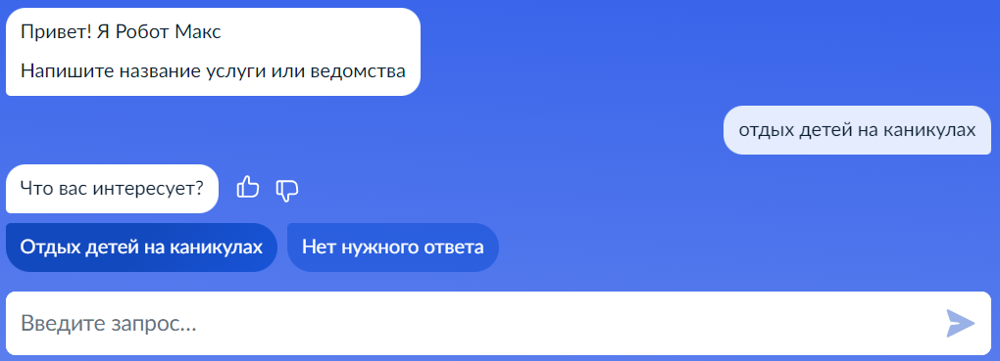 Привет! Я Робот Макс
Напишите название услуги или ведомства
отдых детей на каникулах
Что вас интересует?
Отдых детей на каникулах
Нет нужного ответа
Введите запрос...